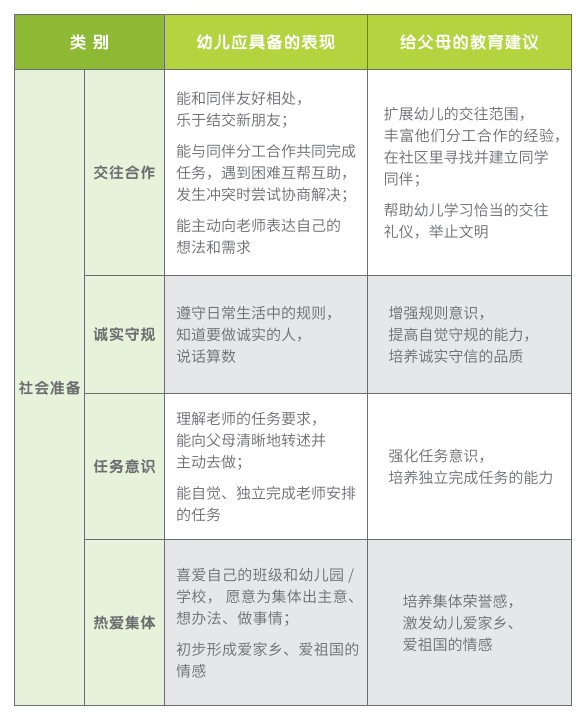 类 别
幼儿应具备的表现
给父母的教育建议
社会准备
交往合作
能和同伴友好相处，
乐于结交新朋友；
能与同伴分工合作共同完成
任务，遇到困难互帮互助，
发生冲突时尝试协商解决；
能主动向老师表达自己的
想法和需求
扩展幼儿的交往范围，
丰富他们分工合作的经验，
在社区里寻找并建立同学
同伴；
帮助幼儿学习恰当的交往
礼仪，举止文明
诚实守规
遵守日常生活中的规则，
知道要做诚实的人，
说话算数
增强规则意识，
提高自觉守规的能力，
培养诚实守信的品质
任务意识
理解老师的任务要求，
能向父母清晰地转述并
主动去做；
能自觉、独立完成老师安排
的任务
强化任务意识，
培养独立完成任务的能力
热爱集体
喜爱自己的班级和幼儿园 /
学校， 愿意为集体出主意、
想办法、做事情；
初步形成爱家乡、爱祖国的
情感
培养集体荣誉感，
激发幼儿爱家乡、
爱祖国的情感